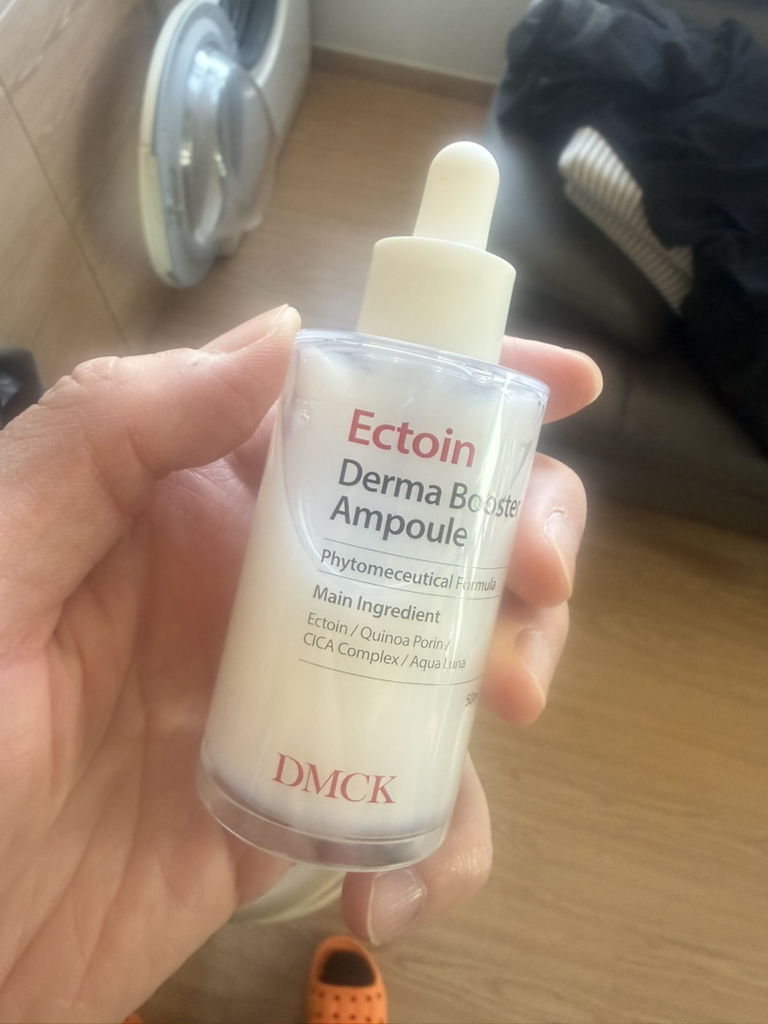 Ectoin
Derma Booster
Ampoule
Phytomeceutical Formula
Main Ingredient
Ectoin / Quinoa Porin /
CICA Complex / Aqua Luna
DMCK